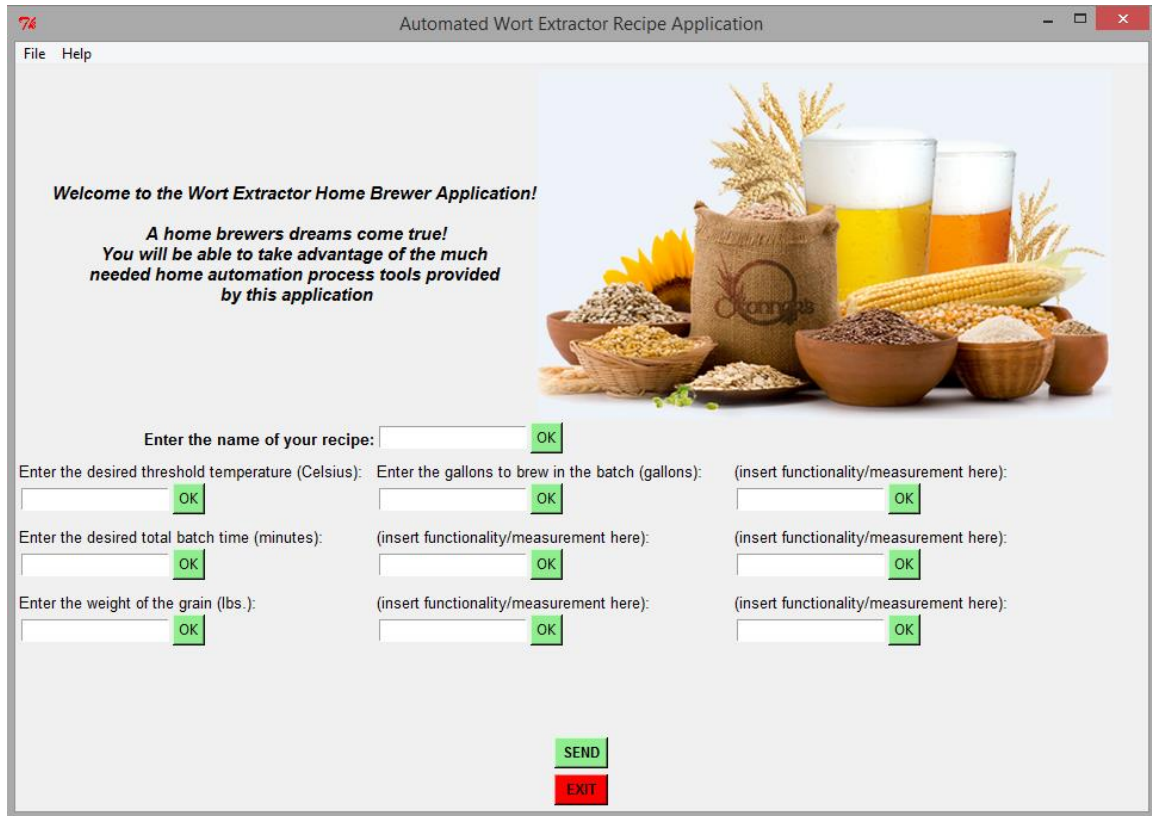 Automated Wort Extractor Recipe Application
File Help
Welcome to the Wort Extractor Home Brewer Application!
A home brewers dreams come true!
You will be able to take advantage of the much
needed home automation process tools provided
by this application
O'Connor's
Enter the name of your recipe: OK
Enter the desired threshold temperature (Celsius): Enter the gallons to brew in the batch (gallons): (insert functionality/measurement here):
OK OK OK
Enter the desired total batch time (minutes): (insert functionality/measurement here): (insert functionality/measurement here):
OK OK OK
Enter the weight of the grain (lbs.): (insert functionality/measurement here): (insert functionality/measurement here):
OK OK OK
SEND
EXIT